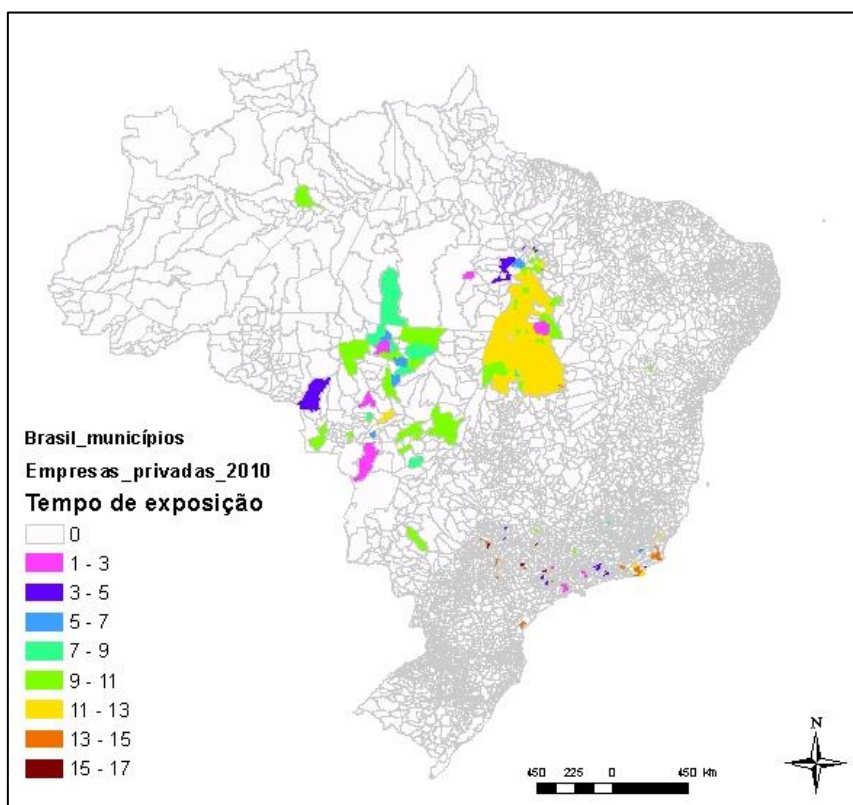 Brasil_municípios
Empresas_privadas_2010
Tempo de exposição
0
1 - 3
3 - 5
5 - 7
7 - 9
9 - 11
11 - 13
13 - 15
15 - 17
N
450 225 0 450 Km